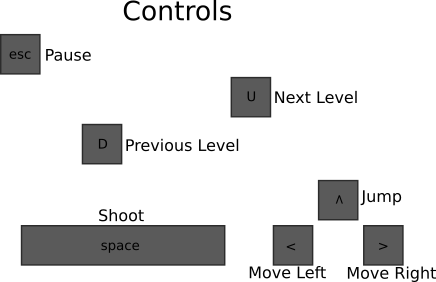 Controls
esc Pause
U Next Level
D Previous Level
^ Jump
Shoot
space
< >
Move Left Move Right